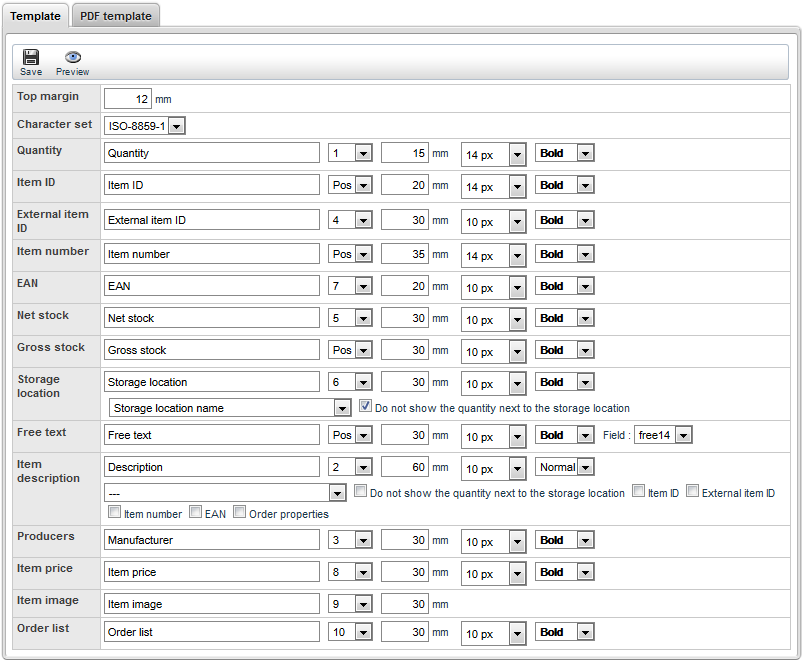 Template PDF template
Save Preview
Top margin 12 mm
Character set ISO-8859-1
Quantity Quantity 1 15 mm 14 px Bold
Item ID Item ID Pos 20 mm 14 px Bold
External item ID External item ID 4 30 mm 10 px Bold
Item number Item number Pos 35 mm 14 px Bold
EAN EAN 7 20 mm 10 px Bold
Net stock Net stock 5 30 mm 10 px Bold
Gross stock Gross stock Pos 30 mm 10 px Bold
Storage location Storage location 6 30 mm 10 px Bold
Storage location name Do not show the quantity next to the storage location
Free text Free text Pos 30 mm 10 px Bold Field : free14
Item description Description 2 60 mm 10 px Normal
--- Do not show the quantity next to the storage location Item ID External item ID
Item number EAN Order properties
Producers Manufacturer 3 30 mm 10 px Bold
Item price Item price 8 30 mm 10 px Bold
Item image Item image 9 30 mm
Order list Order list 10 30 mm 10 px Bold